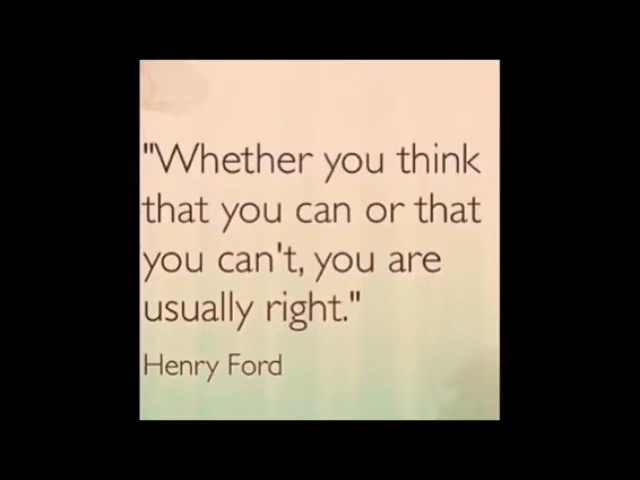 "Whether you think
that you can or that
you can't, you are
usually right."
Henry Ford